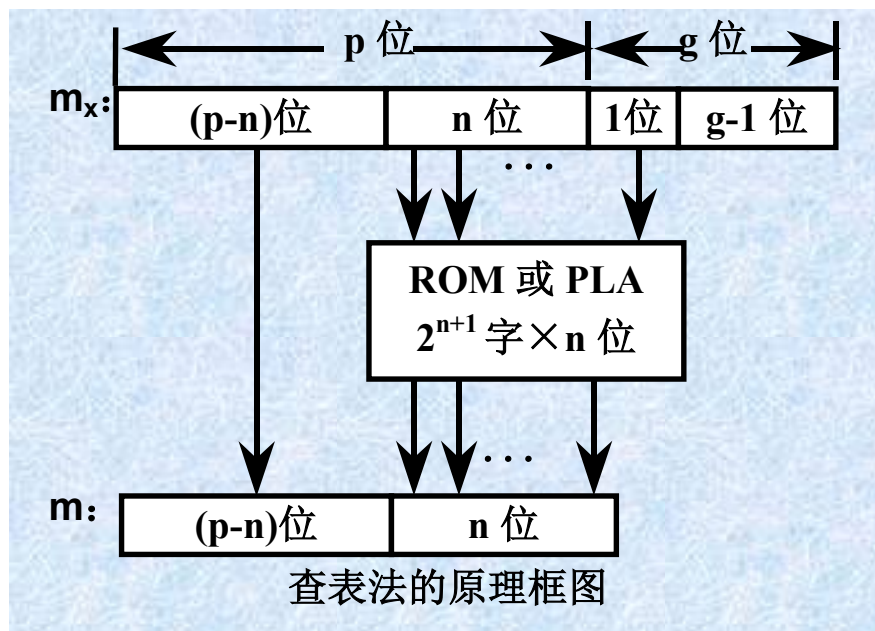 p 位 g 位
mₓ: (p-n)位 n 位 1位 g-1 位
···
ROM 或 PLA
2ⁿ⁺¹ 字×n 位
···
m: (p-n)位 n 位
查表法的原理框图